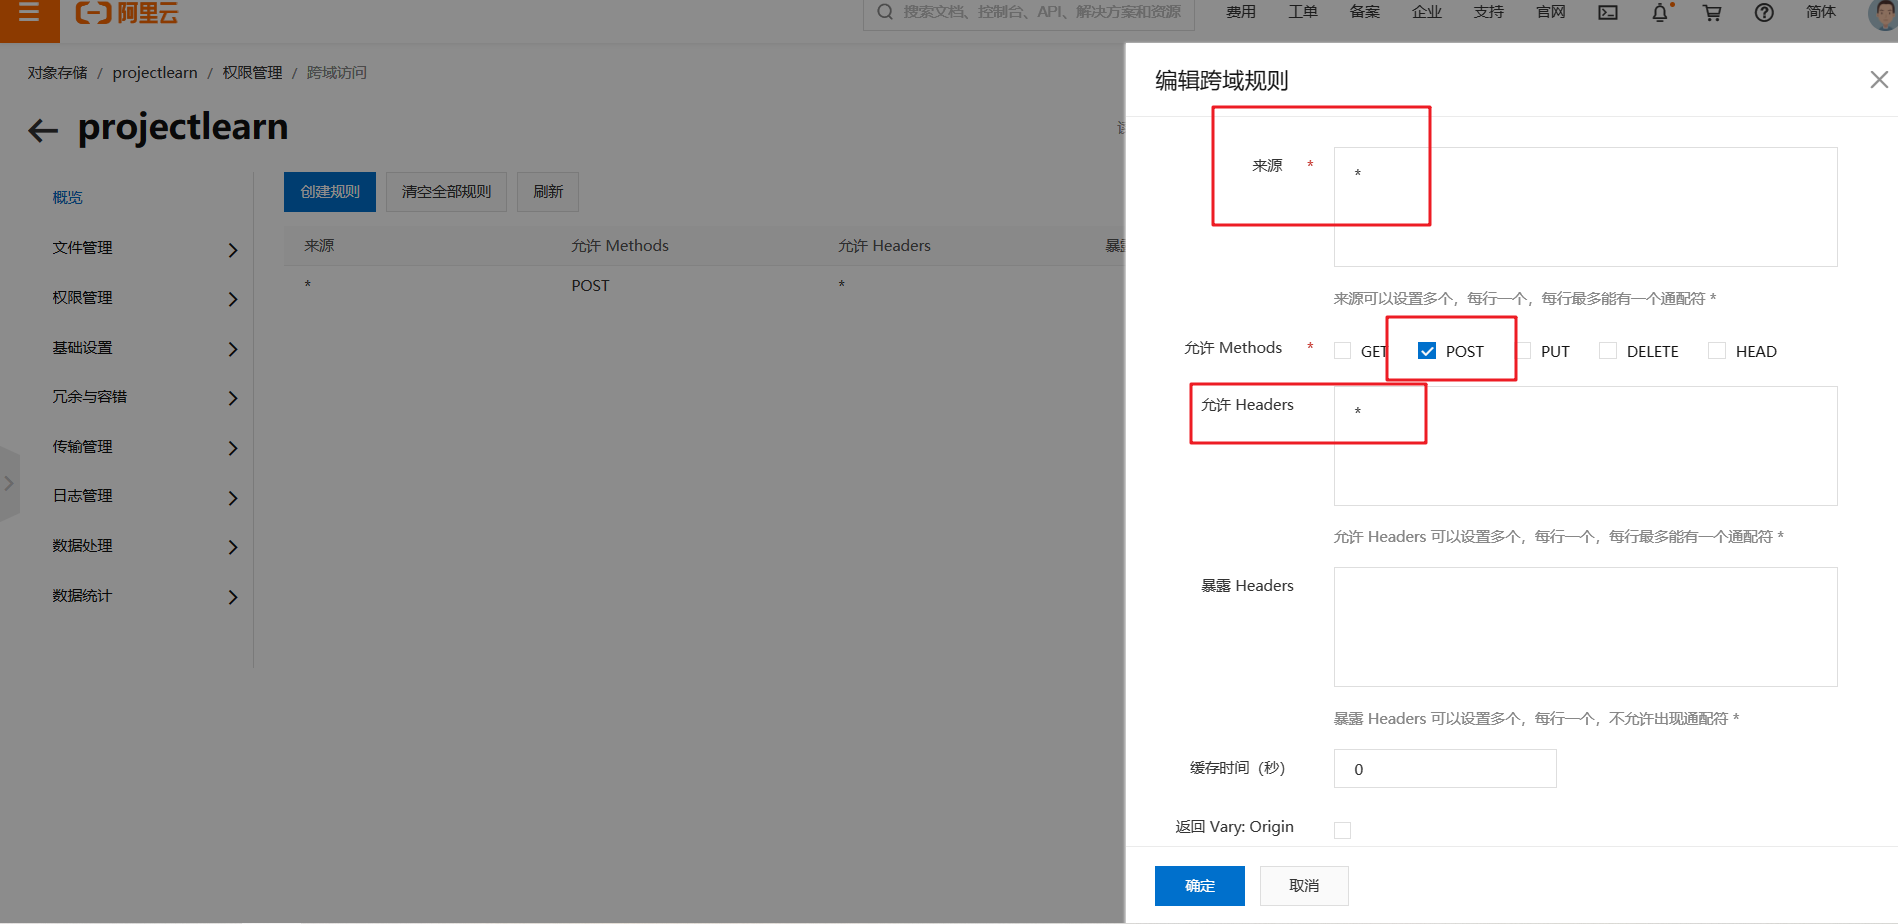 阿里云
搜索文档、控制台、API、解决方案和资源
费用 工单 备案 企业 支持 官网 简体
对象存储 / projectlearn / 权限管理 / 跨域访问
projectlearn
概览
文件管理
权限管理
基础设置
冗余与容错
传输管理
日志管理
数据处理
数据统计
创建规则 清空全部规则 刷新
来源 允许 Methods 允许 Headers
* POST *
编辑跨域规则
来源 * *
来源可以设置多个，每行一个，每行最多能有一个通配符 *
允许 Methods * GET POST PUT DELETE HEAD
允许 Headers *
允许 Headers 可以设置多个，每行一个，每行最多能有一个通配符 *
暴露 Headers
暴露 Headers 可以设置多个，每行一个，不允许出现通配符 *
缓存时间（秒） 0
返回 Vary: Origin
确定 取消